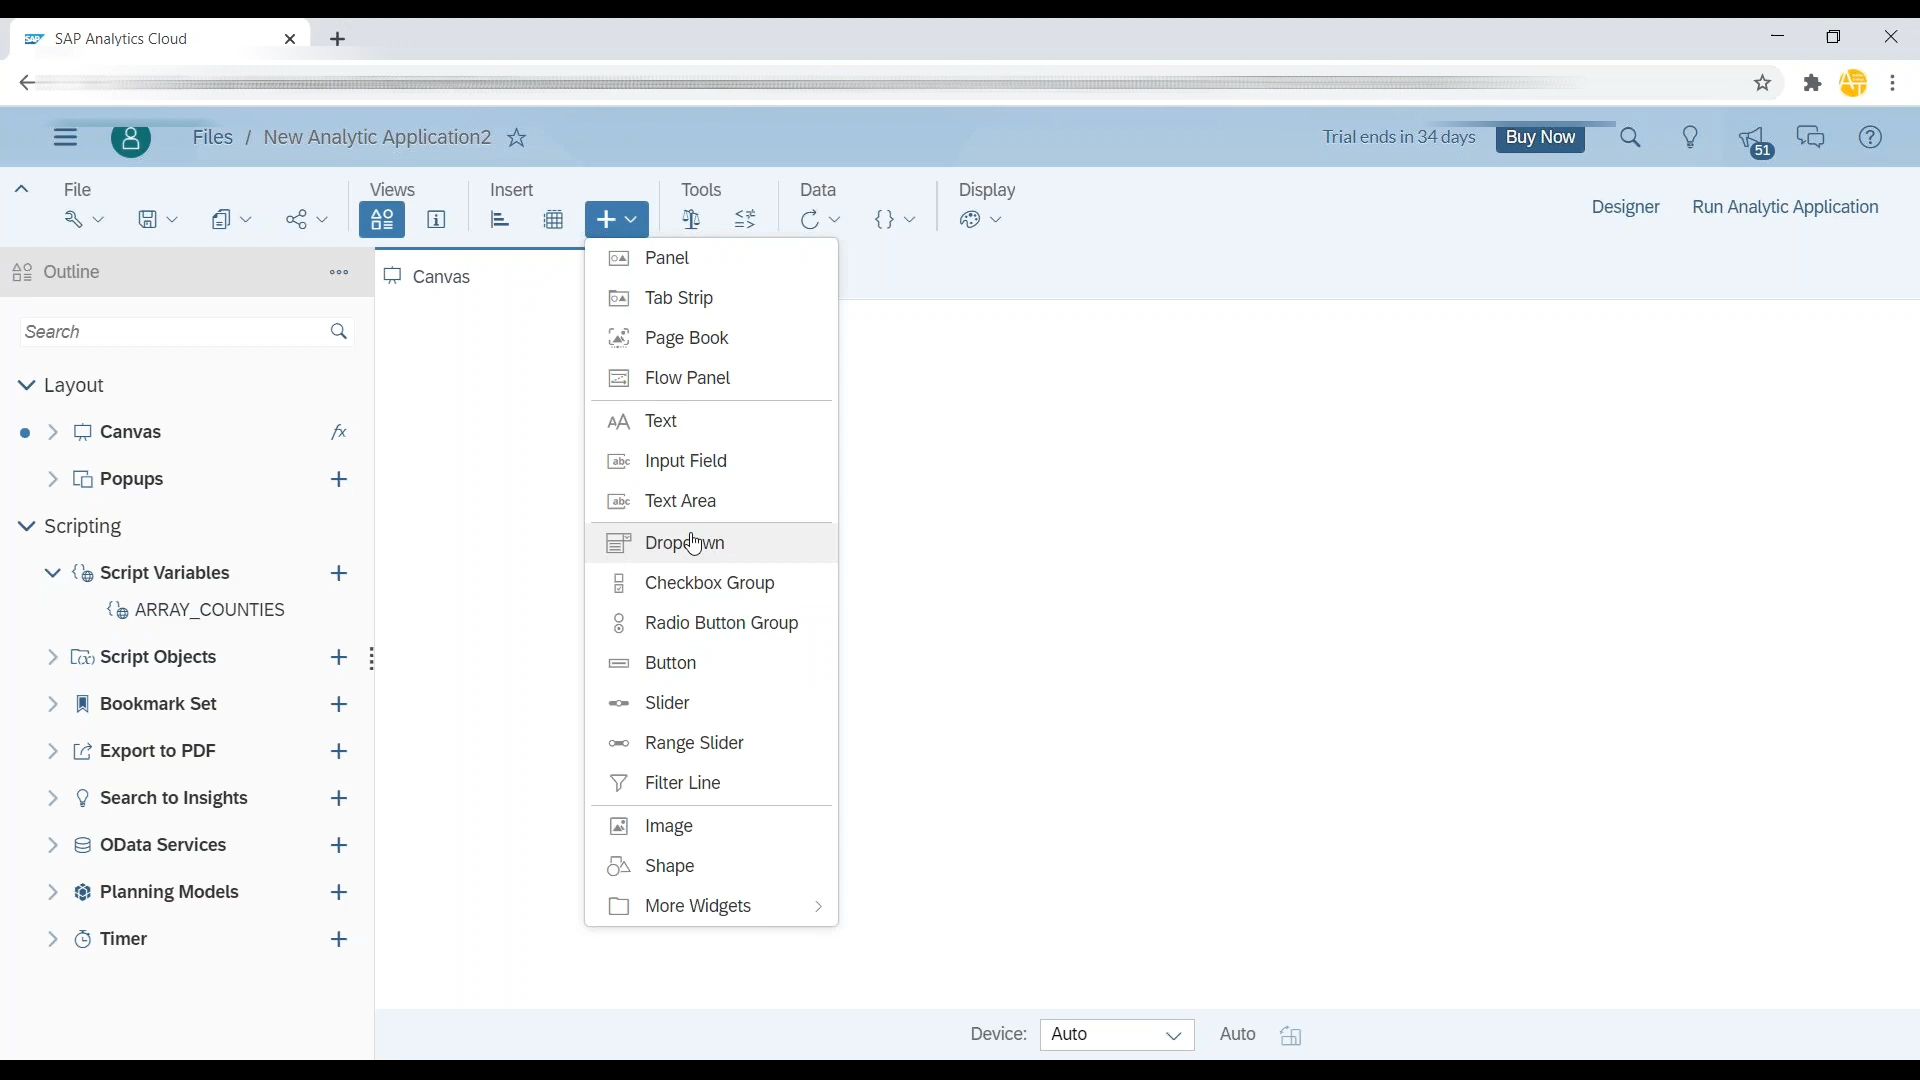 SAP Analytics Cloud
Files / New Analytic Application2
Trial ends in 34 days
Buy Now
51
File
Views
Insert
Tools
Data
Display
Designer
Run Analytic Application
Outline
Canvas
Search
Layout
Canvas
Popups
Scripting
Script Variables
ARRAY_COUNTIES
Script Objects
Bookmark Set
Export to PDF
Search to Insights
OData Services
Planning Models
Timer
Panel
Tab Strip
Page Book
Flow Panel
Text
Input Field
Text Area
Dropdown
Checkbox Group
Radio Button Group
Button
Slider
Range Slider
Filter Line
Image
Shape
More Widgets
Device: Auto Auto